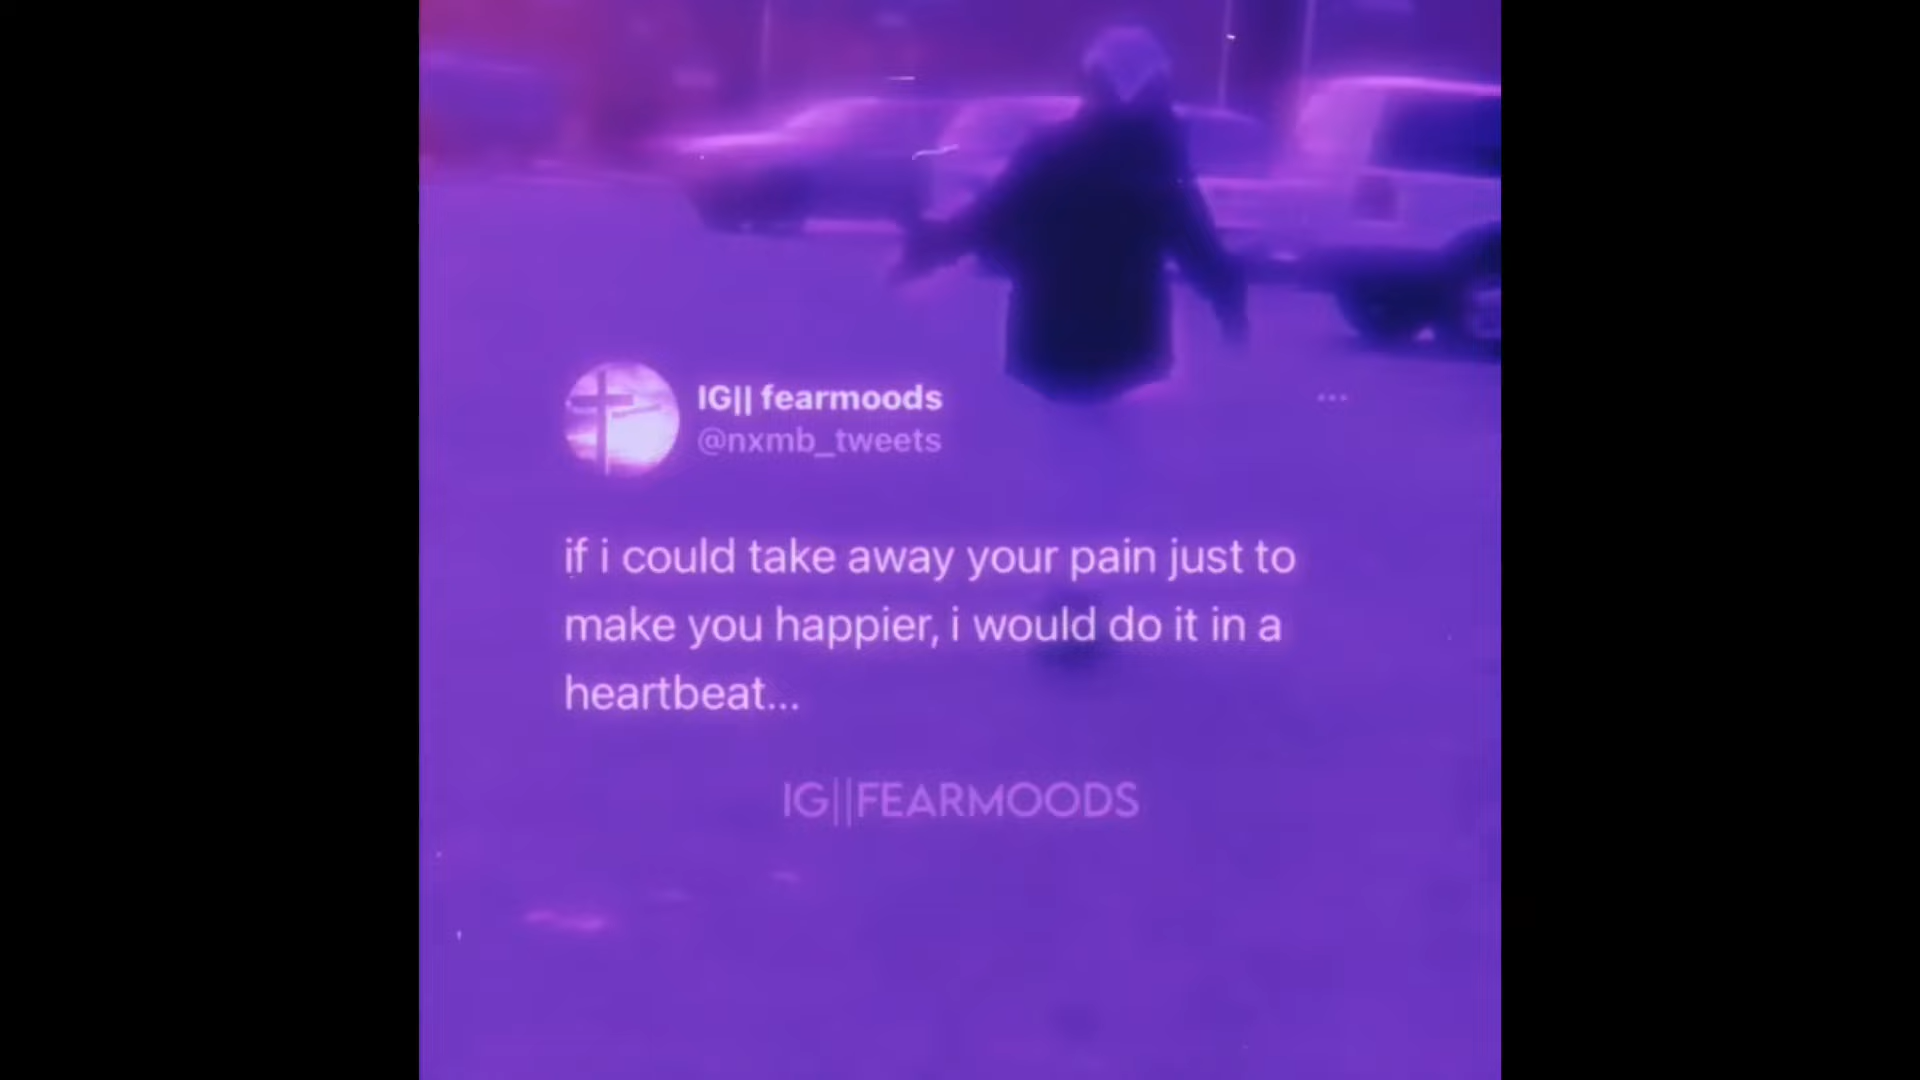 IG|| fearmoods
@nxmb_tweets
...
if i could take away your pain just to
make you happier, i would do it in a
heartbeat...
IG||FEARMOODS